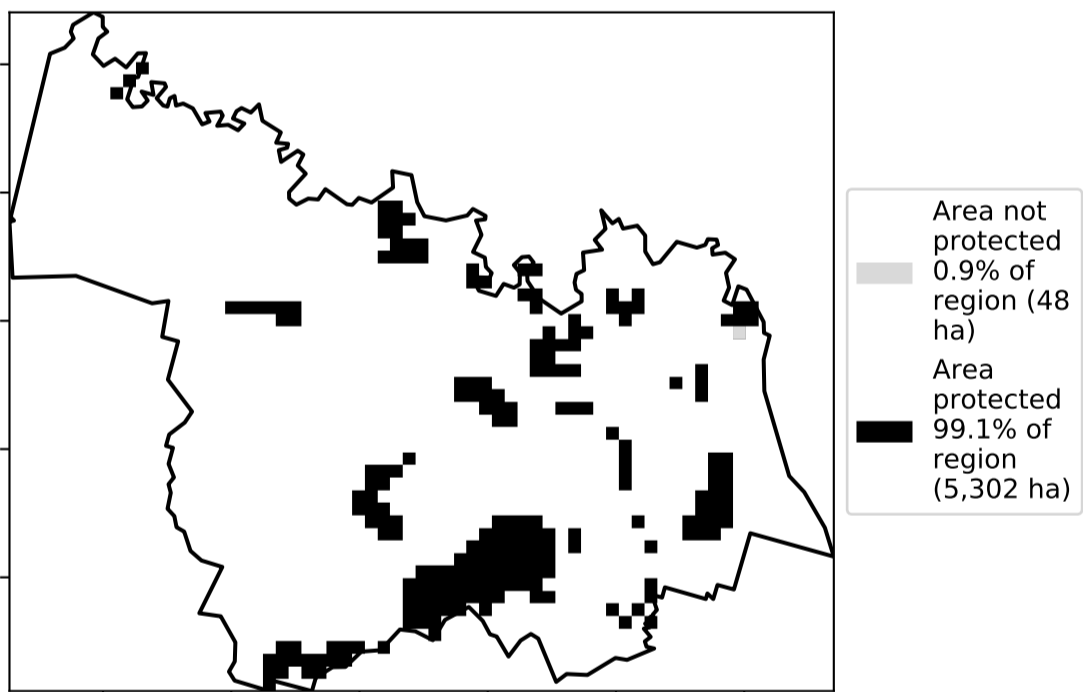 Area not
protected
0.9% of
region (48
ha)
Area
protected
99.1% of
region
(5,302 ha)